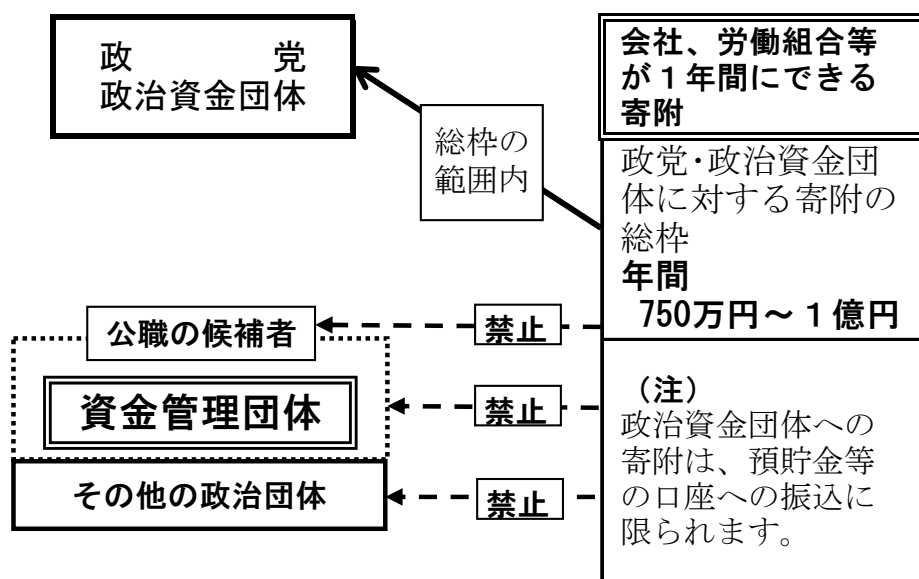 政　　　　党
政治資金団体
総枠の
範囲内
会社、労働組合等
が１年間にできる
寄附
政党・政治資金団
体に対する寄附の
総枠
年間
750万円～１億円
公職の候補者
禁止
資金管理団体
禁止
その他の政治団体
禁止
（注）
政治資金団体への
寄附は、預貯金等
の口座への振込に
限られます。